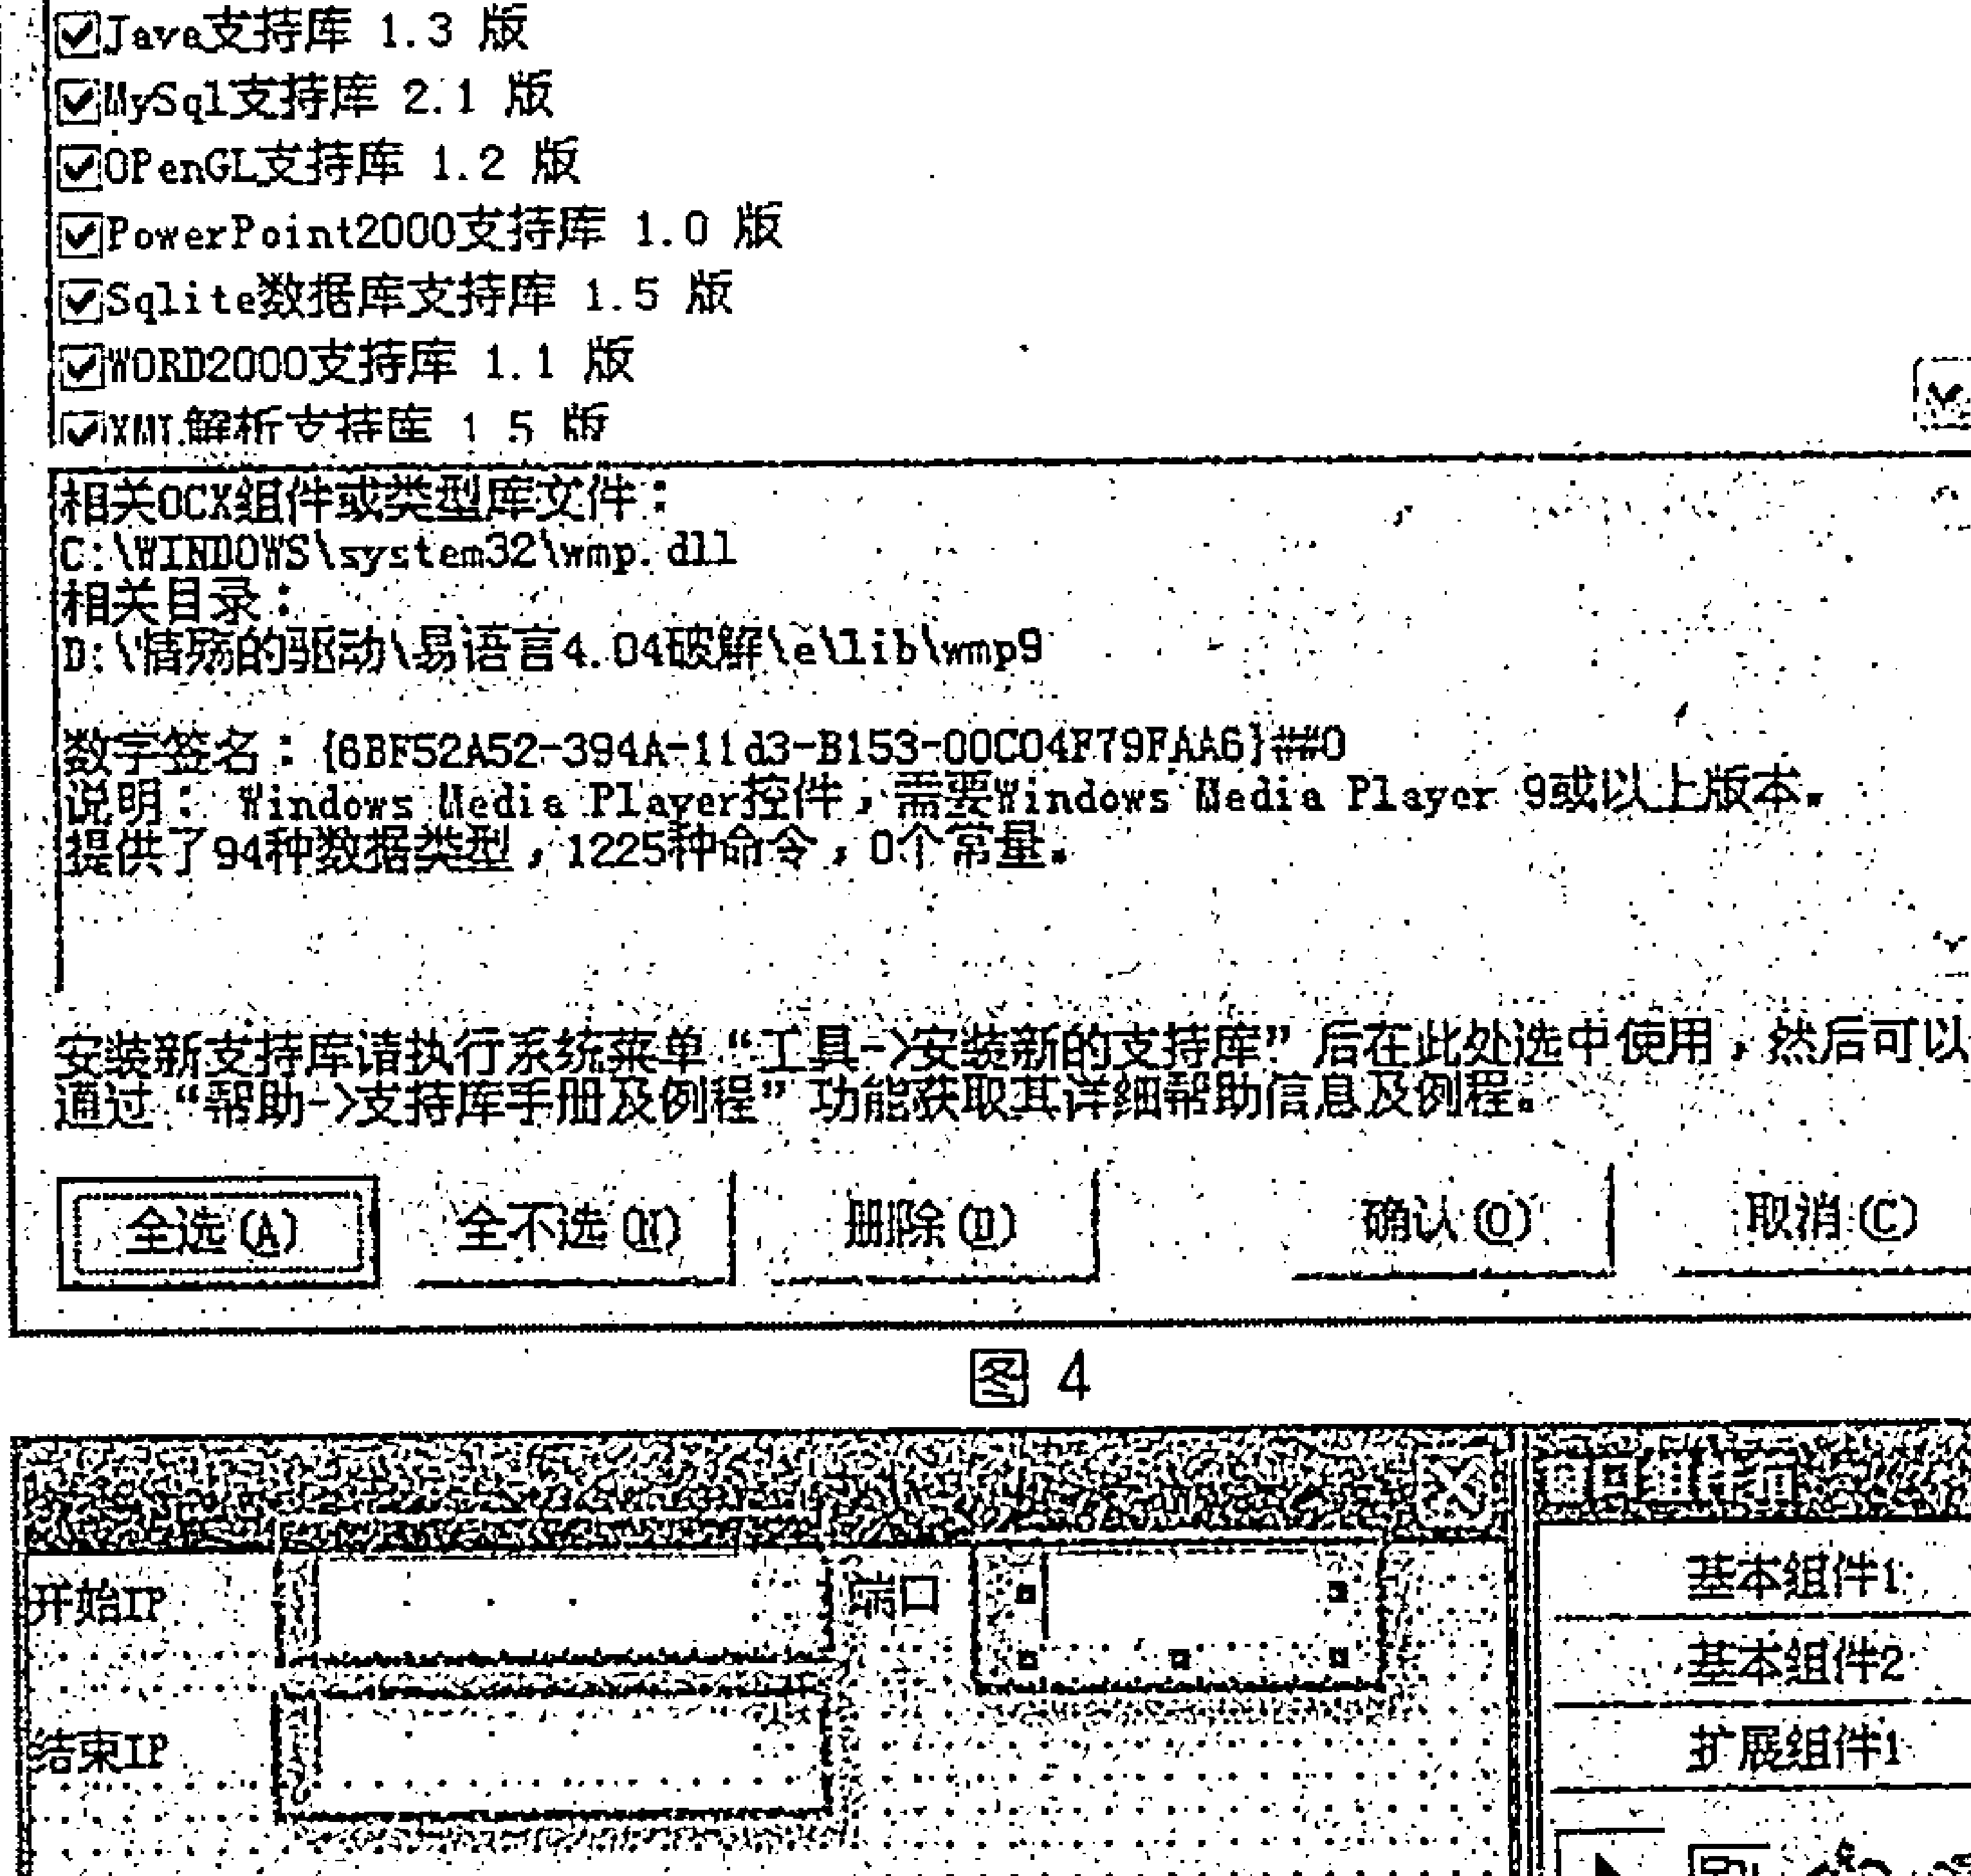 Java支持库 1.3 版
MySql支持库 2.1 版
OPenGL支持库 1.2 版
PowerPoint2000支持库 1.0 版
Sqlite数据库支持库 1.5 版
WORD2000支持库 1.1 版
XML解析支持库 1.5 版
相关OCX组件或类型库文件：
C:\WINDOWS\system32\wmp.dll
相关目录：
D:\情殇的驱动\易语言4.04破解\e\lib\wmp9
数字签名：{6BF52A52-394A-11d3-B153-00C04F79FAA6}##0
说明： Windows Media Player控件，需要Windows Media Player 9或以上版本。
提供了94种数据类型，1225种命令，0个常量。
安装新支持库请执行系统菜单“工具->安装新的支持库”后在此处选中使用，然后可以
通过“帮助->支持库手册及例程”功能获取其详细帮助信息及例程。
全选(A) 全不选(N) 删除(D) 确认(O) 取消(C)
图 4
窗口组件箱
开始IP 端口 基本组件1
基本组件2
结束IP 扩展组件1